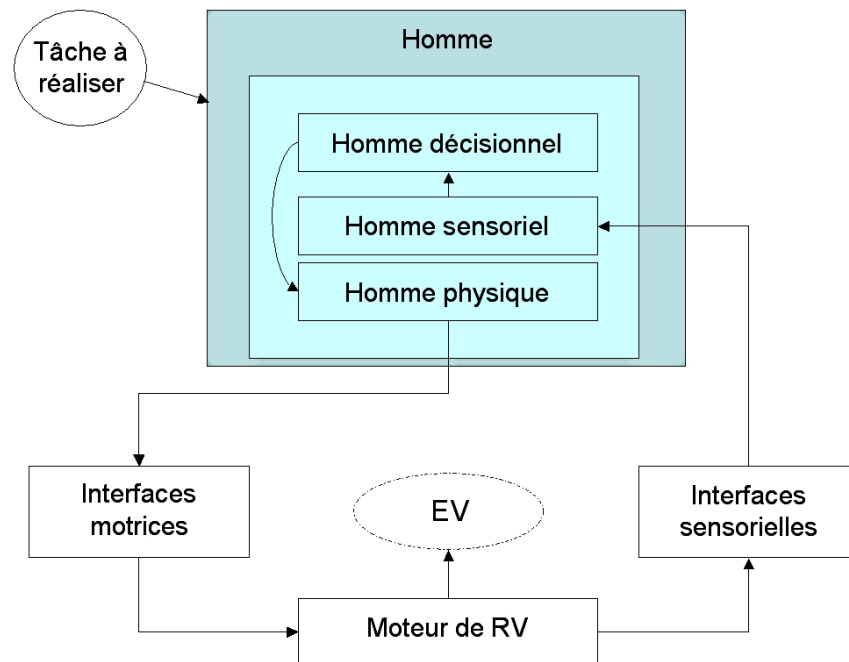 Tâche à
réaliser
Homme
Homme décisionnel
Homme sensoriel
Homme physique
Interfaces
motrices
EV
Interfaces
sensorielles
Moteur de RV